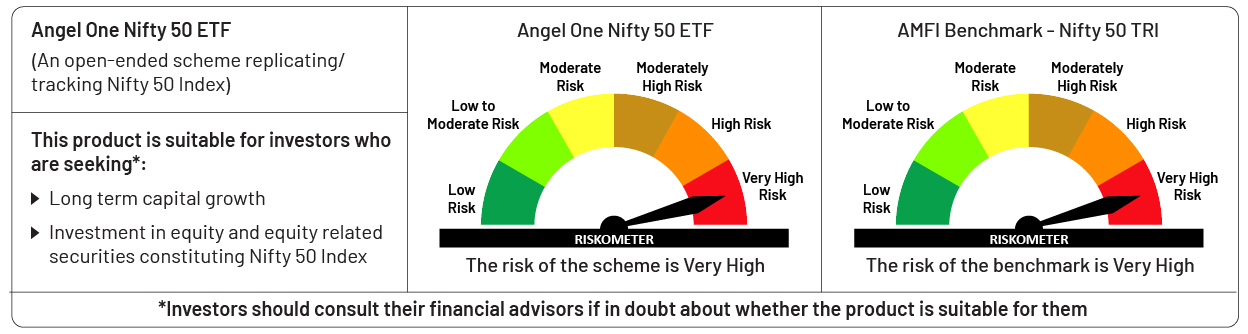 Angel One Nifty 50 ETF
(An open-ended scheme replicating/
tracking Nifty 50 Index)
This product is suitable for investors who
are seeking*:
Long term capital growth
Investment in equity and equity related
securities constituting Nifty 50 Index
Angel One Nifty 50 ETF
Low
Risk
Low to
Moderate Risk
Moderate
Risk
Moderately
High Risk
High Risk
Very High
Risk
RISKOMETER
The risk of the scheme is Very High
AMFI Benchmark - Nifty 50 TRI
Low
Risk
Low to
Moderate Risk
Moderate
Risk
Moderately
High Risk
High Risk
Very High
Risk
RISKOMETER
The risk of the benchmark is Very High
*Investors should consult their financial advisors if in doubt about whether the product is suitable for them